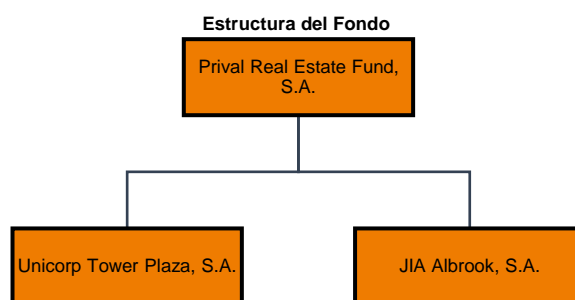 Estructura del Fondo
Prival Real Estate Fund,
S.A.
Unicorp Tower Plaza, S.A.
JIA Albrook, S.A.